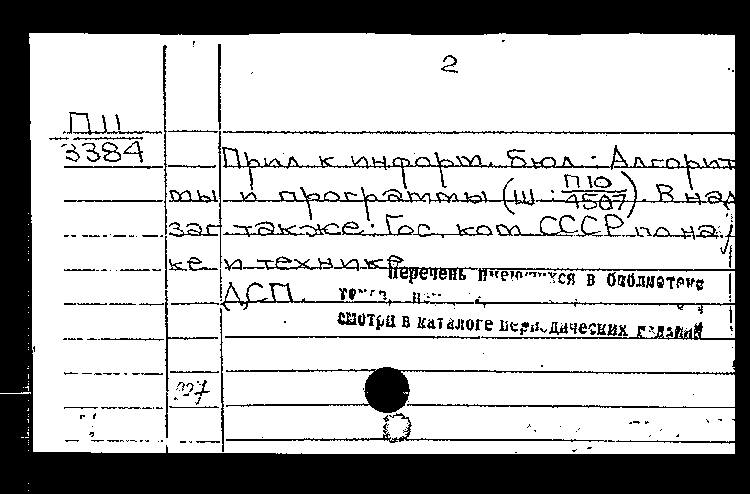 2
П 11
3384
Прил к информ. бюл.: Алгорит
мы и программы (Ш: П10/4507). В над
заг. также: Гос. ком СССР по на
ке и технике
ДСП.
Перечень имеющихся в библиотеке
смотри в каталоге периодических изданий